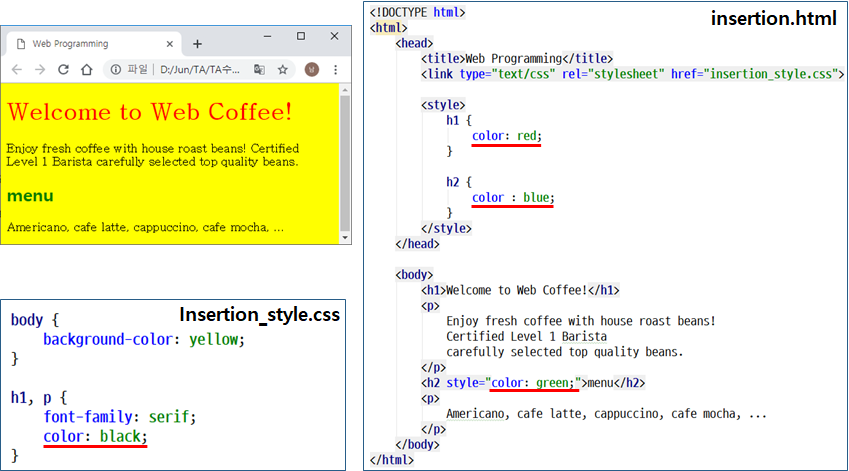 Web Programming
파일
D:/Jun/TA/TA수...
Welcome to Web Coffee!
Enjoy fresh coffee with house roast beans! Certified
Level 1 Barista carefully selected top quality beans.
menu
Americano, cafe latte, cappuccino, cafe mocha, ...
Insertion_style.css
body {
background-color: yellow;
}
h1, p {
font-family: serif;
color: black;
}
insertion.html
<!DOCTYPE html>
<html>
<head>
<title>Web Programming</title>
<link type="text/css" rel="stylesheet" href="insertion_style.css">
<style>
h1 {
color: red;
}
h2 {
color : blue;
}
</style>
</head>
<body>
<h1>Welcome to Web Coffee!</h1>
<p>
Enjoy fresh coffee with house roast beans!
Certified Level 1 Barista
carefully selected top quality beans.
</p>
<h2 style="color: green;">menu</h2>
<p>
Americano, cafe latte, cappuccino, cafe mocha, ...
</p>
</body>
</html>